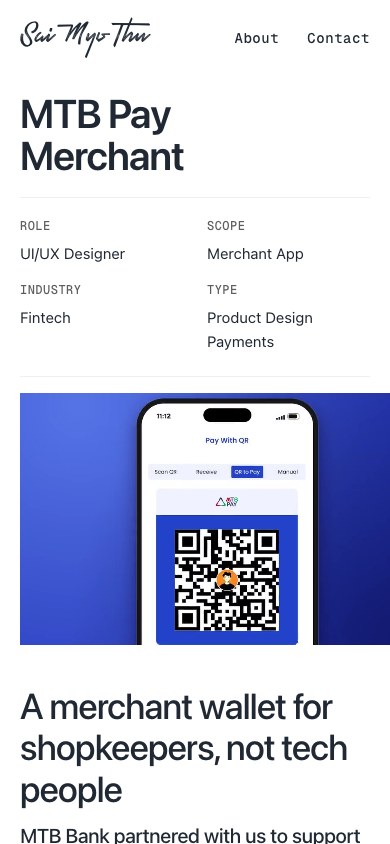 Sai Myo Thu
About Contact
MTB Pay
Merchant
ROLE
UI/UX Designer
SCOPE
Merchant App
INDUSTRY
Fintech
TYPE
Product Design
Payments
11:12
Pay With QR
Scan QR Receive QR to Pay Manual
MTB
PAY
A merchant wallet for
shopkeepers, not tech
people
MTB Bank partnered with us to support